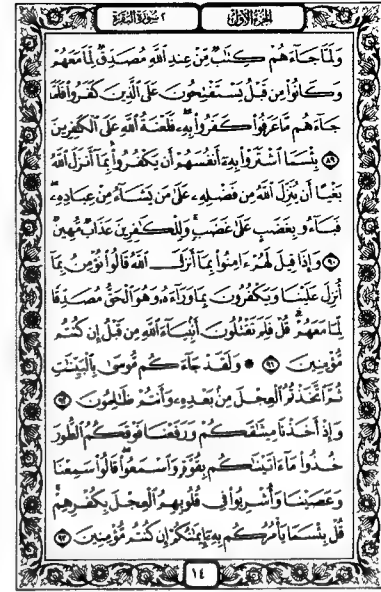 الجزء الأول
٢ سورة البقرة
وَلَمَّا جَآءَهُمْ كِتَٰبٌ مِّنْ عِندِ ٱللَّهِ مُصَدِّقٌ لِّمَا مَعَهُمْ
وَكَانُوا۟ مِن قَبْلُ يَسْتَفْتِحُونَ عَلَى ٱلَّذِينَ كَفَرُوا۟ فَلَمَّا
جَآءَهُم مَّا عَرَفُوا۟ كَفَرُوا۟ بِهِۦ فَلَعْنَةُ ٱللَّهِ عَلَى ٱلْكَٰفِرِينَ
٨٩ بِئْسَمَا ٱشْتَرَوْا۟ بِهِۦٓ أَنفُسَهُمْ أَن يَكْفُرُوا۟ بِمَآ أَنزَلَ ٱللَّهُ
بَغْيًا أَن يُنَزِّلَ ٱللَّهُ مِن فَضْلِهِۦ عَلَىٰ مَن يَشَآءُ مِنْ عِبَادِهِۦ
فَبَآءُو بِغَضَبٍ عَلَىٰ غَضَبٍ وَلِلْكَٰفِرِينَ عَذَابٌ مُّهِينٌ
٩٠ وَإِذَا قِيلَ لَهُمْ ءَامِنُوا۟ بِمَآ أَنزَلَ ٱللَّهُ قَالُوا۟ نُؤْمِنُ بِمَآ
أُنزِلَ عَلَيْنَا وَيَكْفُرُونَ بِمَا وَرَآءَهُۥ وَهُوَ ٱلْحَقُّ مُصَدِّقًا
لِّمَا مَعَهُمْ قُلْ فَلِمَ تَقْتُلُونَ أَنۢبِيَآءَ ٱللَّهِ مِن قَبْلُ إِن كُنتُم
مُّؤْمِنِينَ ٩١ ۞ وَلَقَدْ جَآءَكُم مُّوسَىٰ بِٱلْبَيِّنَٰتِ
ثُمَّ ٱتَّخَذْتُمُ ٱلْعِجْلَ مِنۢ بَعْدِهِۦ وَأَنتُمْ ظَٰلِمُونَ ٩٢
وَإِذْ أَخَذْنَا مِيثَٰقَكُمْ وَرَفَعْنَا فَوْقَكُمُ ٱلطُّورَ
خُذُوا۟ مَآ ءَاتَيْنَٰكُم بِقُوَّةٍ وَٱسْمَعُوا۟ قَالُوا۟ سَمِعْنَا
وَعَصَيْنَا وَأُشْرِبُوا۟ فِى قُلُوبِهِمُ ٱلْعِجْلَ بِكُفْرِهِمْ
قُلْ بِئْسَمَا يَأْمُرُكُم بِهِۦٓ إِيمَٰنُكُمْ إِن كُنتُم مُّؤْمِنِينَ ٩٣
١٤